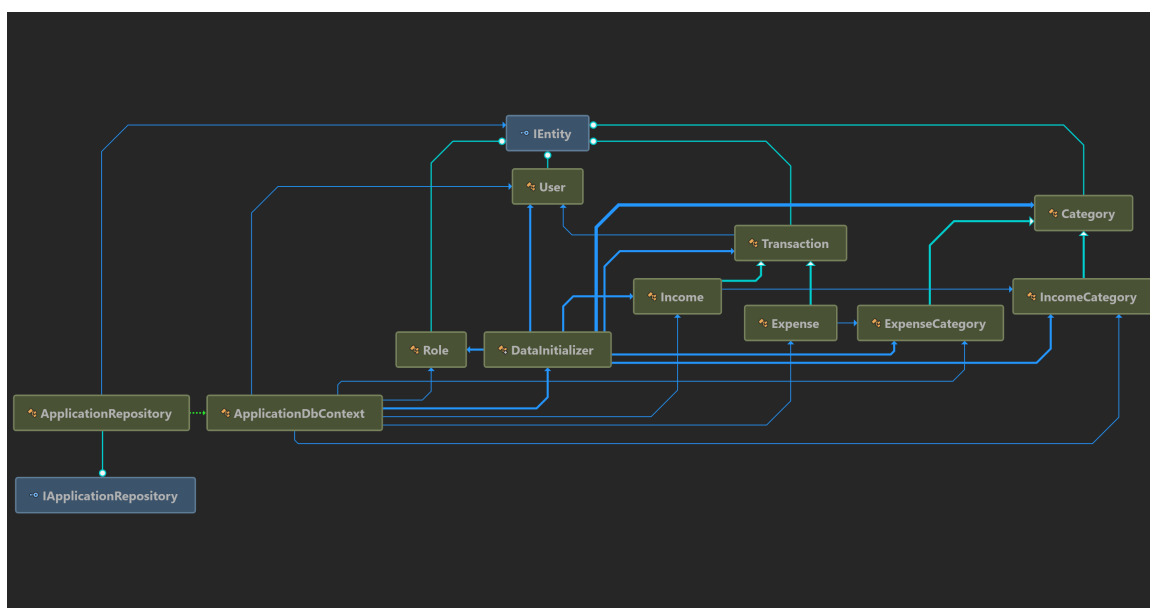 IEntity
User
Category
Transaction
Income
IncomeCategory
Expense
ExpenseCategory
Role
DataInitializer
ApplicationRepository
ApplicationDbContext
IApplicationRepository